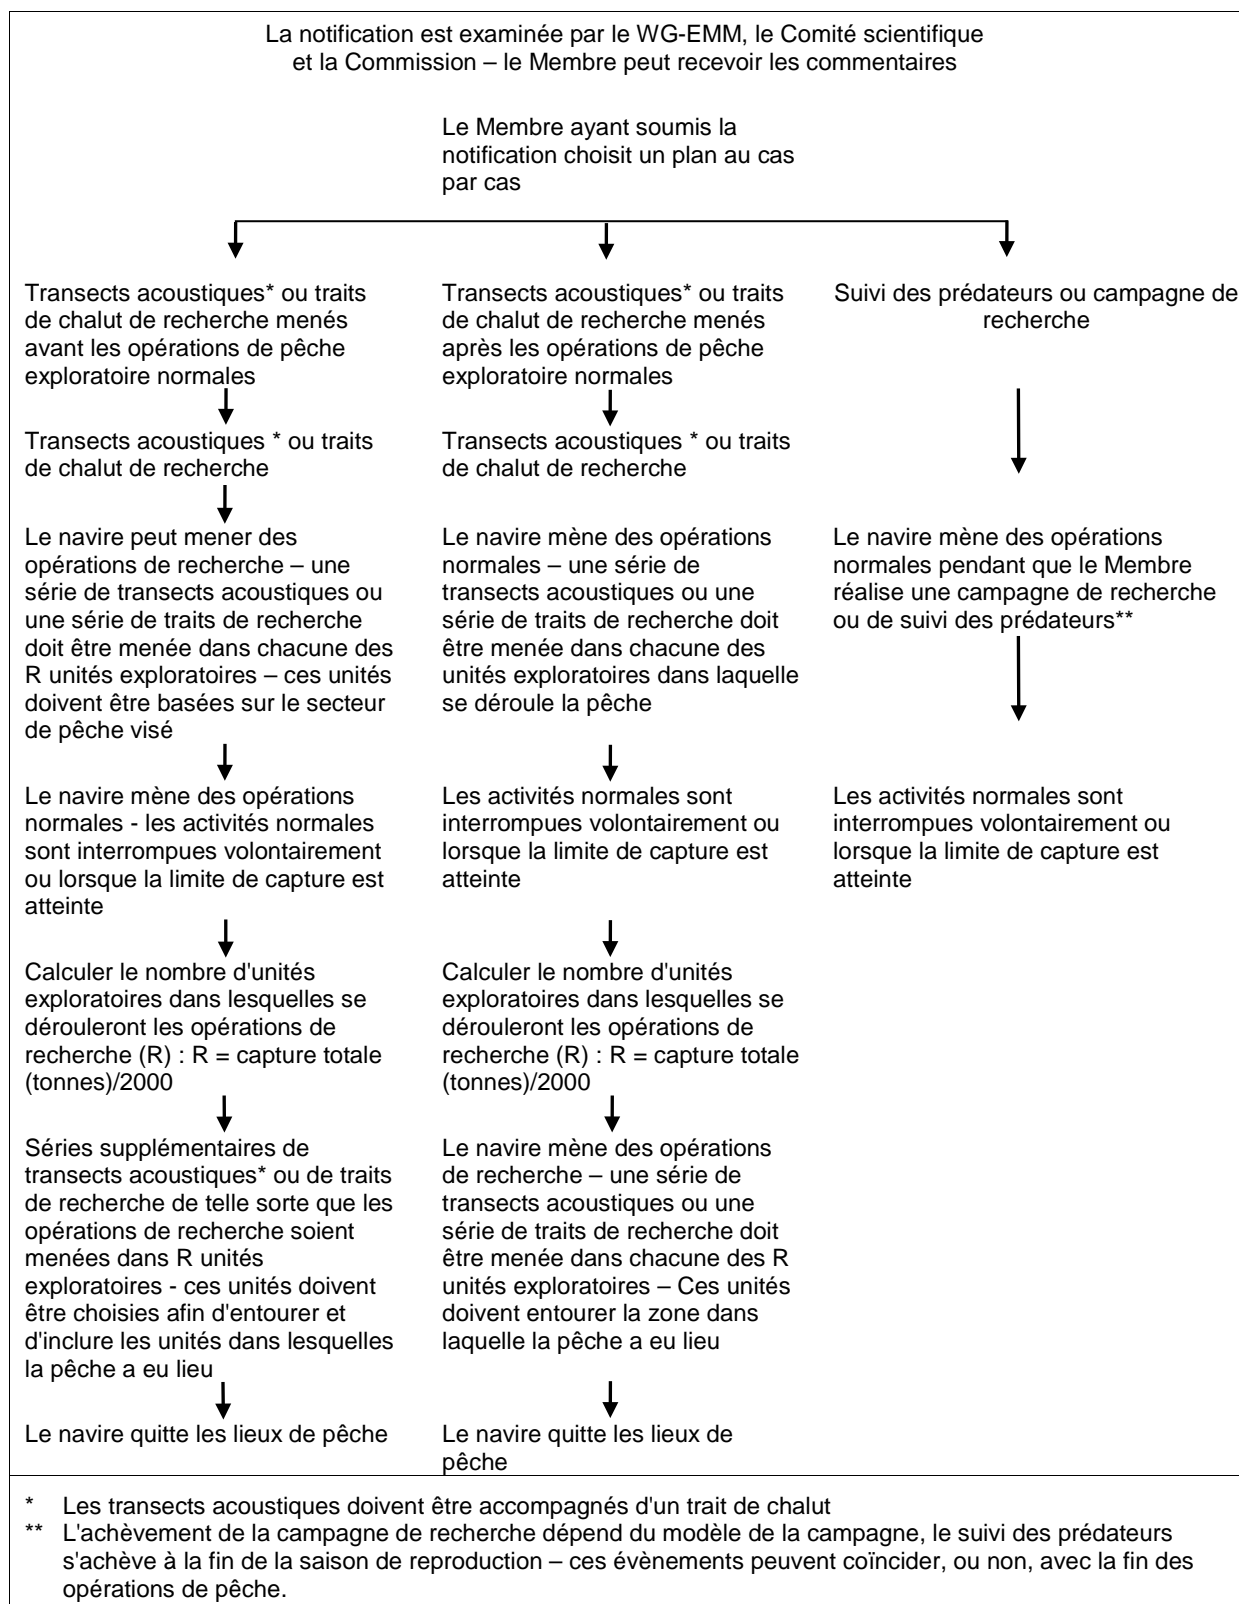 La notification est examinée par le WG-EMM, le Comité scientifique
et la Commission – le Membre peut recevoir les commentaires
Le Membre ayant soumis la
notification choisit un plan au cas
par cas
Transects acoustiques* ou traits
de chalut de recherche menés
avant les opérations de pêche
exploratoire normales
Transects acoustiques * ou traits
de chalut de recherche
Le navire peut mener des
opérations de recherche – une
série de transects acoustiques ou
une série de traits de recherche
doit être menée dans chacune des
R unités exploratoires – ces unités
doivent être basées sur le secteur
de pêche visé
Le navire mène des opérations
normales - les activités normales
sont interrompues volontairement
ou lorsque la limite de capture est
atteinte
Calculer le nombre d'unités
exploratoires dans lesquelles se
dérouleront les opérations de
recherche (R) : R = capture totale
(tonnes)/2000
Séries supplémentaires de
transects acoustiques* ou de traits
de recherche de telle sorte que les
opérations de recherche soient
menées dans R unités
exploratoires - ces unités doivent
être choisies afin d'entourer et
d'inclure les unités dans lesquelles
la pêche a eu lieu
Le navire quitte les lieux de pêche
Transects acoustiques* ou traits
de chalut de recherche menés
après les opérations de pêche
exploratoire normales
Transects acoustiques * ou traits
de chalut de recherche
Le navire mène des opérations
normales – une série de
transects acoustiques ou une
série de traits de recherche doit
être menée dans chacune des
unités exploratoires dans laquelle
se déroule la pêche
Les activités normales sont
interrompues volontairement ou
lorsque la limite de capture est
atteinte
Calculer le nombre d'unités
exploratoires dans lesquelles se
dérouleront les opérations de
recherche (R) : R = capture totale
(tonnes)/2000
Le navire mène des opérations
de recherche – une série de
transects acoustiques ou une
série de traits de recherche doit
être menée dans chacune des R
unités exploratoires – Ces unités
doivent entourer la zone dans
laquelle la pêche a eu lieu
Le navire quitte les lieux de
pêche
Suivi des prédateurs ou campagne de
recherche
Le navire mène des opérations
normales pendant que le Membre
réalise une campagne de recherche
ou de suivi des prédateurs**
Les activités normales sont
interrompues volontairement ou
lorsque la limite de capture est
atteinte
* Les transects acoustiques doivent être accompagnés d'un trait de chalut
** L'achèvement de la campagne de recherche dépend du modèle de la campagne, le suivi des prédateurs
s'achève à la fin de la saison de reproduction – ces évènements peuvent coïncider, ou non, avec la fin des
opérations de pêche.